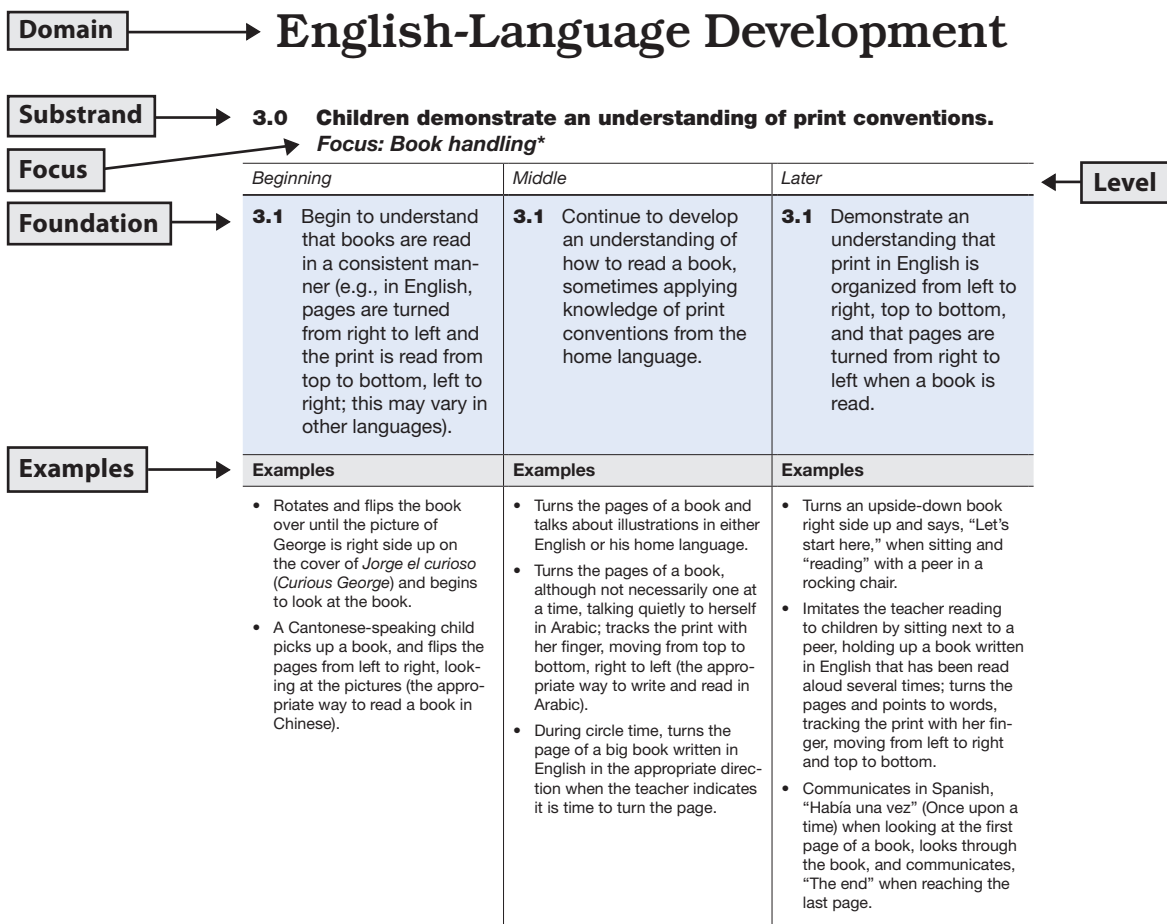 Domain
English-Language Development
Substrand
3.0 Children demonstrate an understanding of print conventions.
Focus
Focus: Book handling*
Level
Foundation
Beginning
3.1 Begin to understand
that books are read
in a consistent man-
ner (e.g., in English,
pages are turned
from right to left and
the print is read from
top to bottom, left to
right; this may vary in
other languages).
Middle
3.1 Continue to develop
an understanding of
how to read a book,
sometimes applying
knowledge of print
conventions from the
home language.
Later
3.1 Demonstrate an
understanding that
print in English is
organized from left to
right, top to bottom,
and that pages are
turned from right to
left when a book is
read.
Examples
Examples
• Rotates and flips the book
over until the picture of
George is right side up on
the cover of Jorge el curioso
(Curious George) and begins
to look at the book.
• A Cantonese-speaking child
picks up a book, and flips the
pages from left to right, look-
ing at the pictures (the appro-
priate way to read a book in
Chinese).
Examples
• Turns the pages of a book and
talks about illustrations in either
English or his home language.
• Turns the pages of a book,
although not necessarily one at
a time, talking quietly to herself
in Arabic; tracks the print with
her finger, moving from top to
bottom, right to left (the appro-
priate way to write and read in
Arabic).
• During circle time, turns the
page of a big book written in
English in the appropriate direc-
tion when the teacher indicates
it is time to turn the page.
Examples
• Turns an upside-down book
right side up and says, “Let’s
start here,” when sitting and
“reading” with a peer in a
rocking chair.
• Imitates the teacher reading
to children by sitting next to a
peer, holding up a book written
in English that has been read
aloud several times; turns the
pages and points to words,
tracking the print with her fin-
ger, moving from left to right
and top to bottom.
• Communicates in Spanish,
“Había una vez” (Once upon a
time) when looking at the first
page of a book, looks through
the book, and communicates,
“The end” when reaching the
last page.